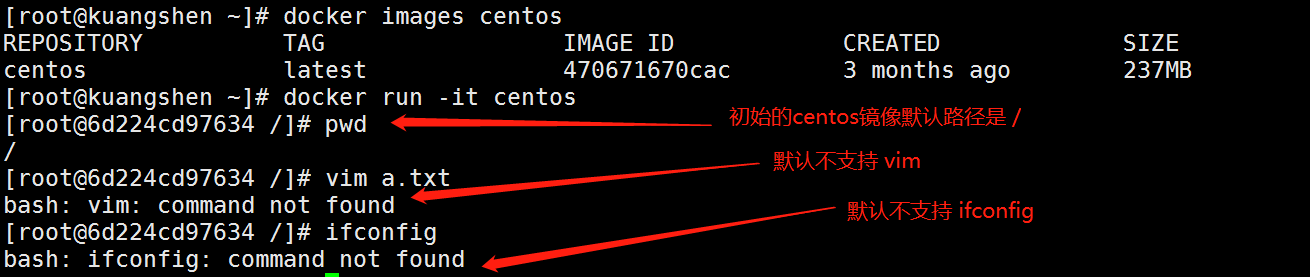 [root@kuangshen ~]# docker images centos
REPOSITORY TAG IMAGE ID CREATED SIZE
centos latest 470671670cac 3 months ago 237MB
[root@kuangshen ~]# docker run -it centos
[root@6d224cd97634 /]# pwd
初始的centos镜像默认路径是 /
/
默认不支持 vim
[root@6d224cd97634 /]# vim a.txt
bash: vim: command not found
默认不支持 ifconfig
[root@6d224cd97634 /]# ifconfig
bash: ifconfig: command not found